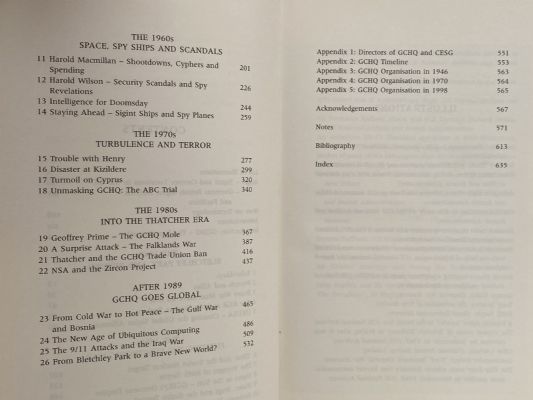 THE 1960s
SPACE, SPY SHIPS AND SCANDALS
11 Harold Macmillan – Shootdowns, Cyphers and
Spending 201
12 Harold Wilson – Security Scandals and Spy
Revelations 226
13 Intelligence for Doomsday 244
14 Staying Ahead – Sigint Ships and Spy Planes 259
THE 1970s
TURBULENCE AND TERROR
15 Trouble with Henry 277
16 Disaster at Kizildere 299
17 Turmoil on Cyprus 320
18 Unmasking GCHQ: The ABC Trial 340
THE 1980s
INTO THE THATCHER ERA
19 Geoffrey Prime – The GCHQ Mole 367
20 A Surprise Attack – The Falklands War 387
21 Thatcher and the GCHQ Trade Union Ban 416
22 NSA and the Zircon Project 437
AFTER 1989
GCHQ GOES GLOBAL
23 From Cold War to Hot Peace – The Gulf War
and Bosnia 465
24 The New Age of Ubiquitous Computing 486
25 The 9/11 Attacks and the Iraq War 509
26 From Bletchley Park to a Brave New World? 532
Appendix 1: Directors of GCHQ and CESG 551
Appendix 2: GCHQ Timeline 553
Appendix 3: GCHQ Organisation in 1946 563
Appendix 4: GCHQ Organisation in 1970 564
Appendix 5: GCHQ Organisation in 1998 565
Acknowledgements 567
Notes 571
Bibliography 613
Index 635